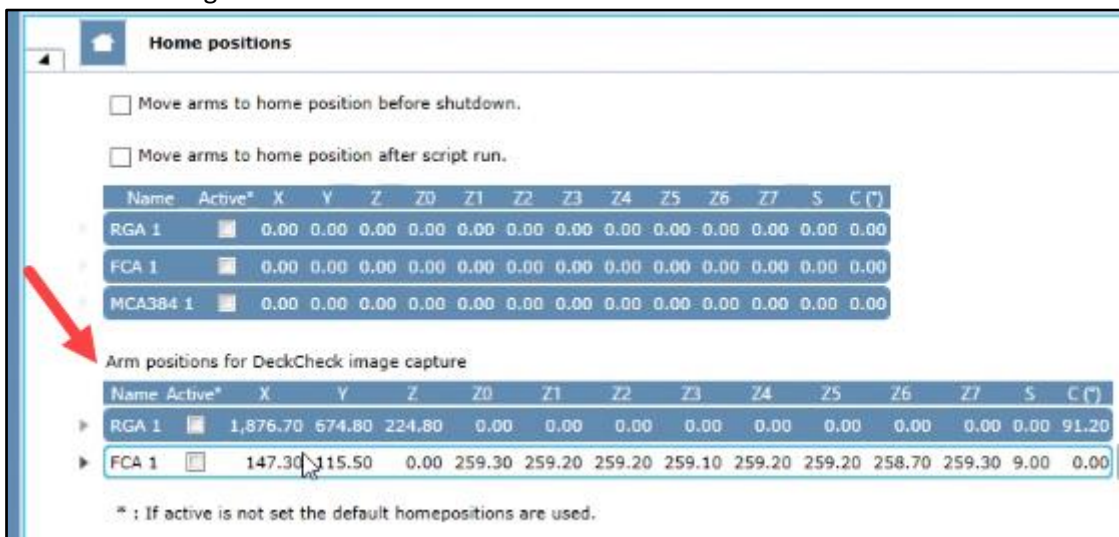 Home positions
Move arms to home position before shutdown.
Move arms to home position after script run.
Name Active* X Y Z Z0 Z1 Z2 Z3 Z4 Z5 Z6 Z7 S C (°)
RGA 1 0.00 0.00 0.00 0.00 0.00 0.00 0.00 0.00 0.00 0.00 0.00 0.00 0.00
FCA 1 0.00 0.00 0.00 0.00 0.00 0.00 0.00 0.00 0.00 0.00 0.00 0.00 0.00
MCA384 1 0.00 0.00 0.00 0.00 0.00 0.00 0.00 0.00 0.00 0.00 0.00 0.00 0.00
Arm positions for DeckCheck image capture
Name Active* X Y Z Z0 Z1 Z2 Z3 Z4 Z5 Z6 Z7 S C (°)
RGA 1 1,876.70 674.80 224.80 0.00 0.00 0.00 0.00 0.00 0.00 0.00 0.00 0.00 91.20
FCA 1 147.30 115.50 0.00 259.30 259.20 259.20 259.10 259.20 259.20 258.70 259.30 9.00 0.00
* : If active is not set the default homepositions are used.